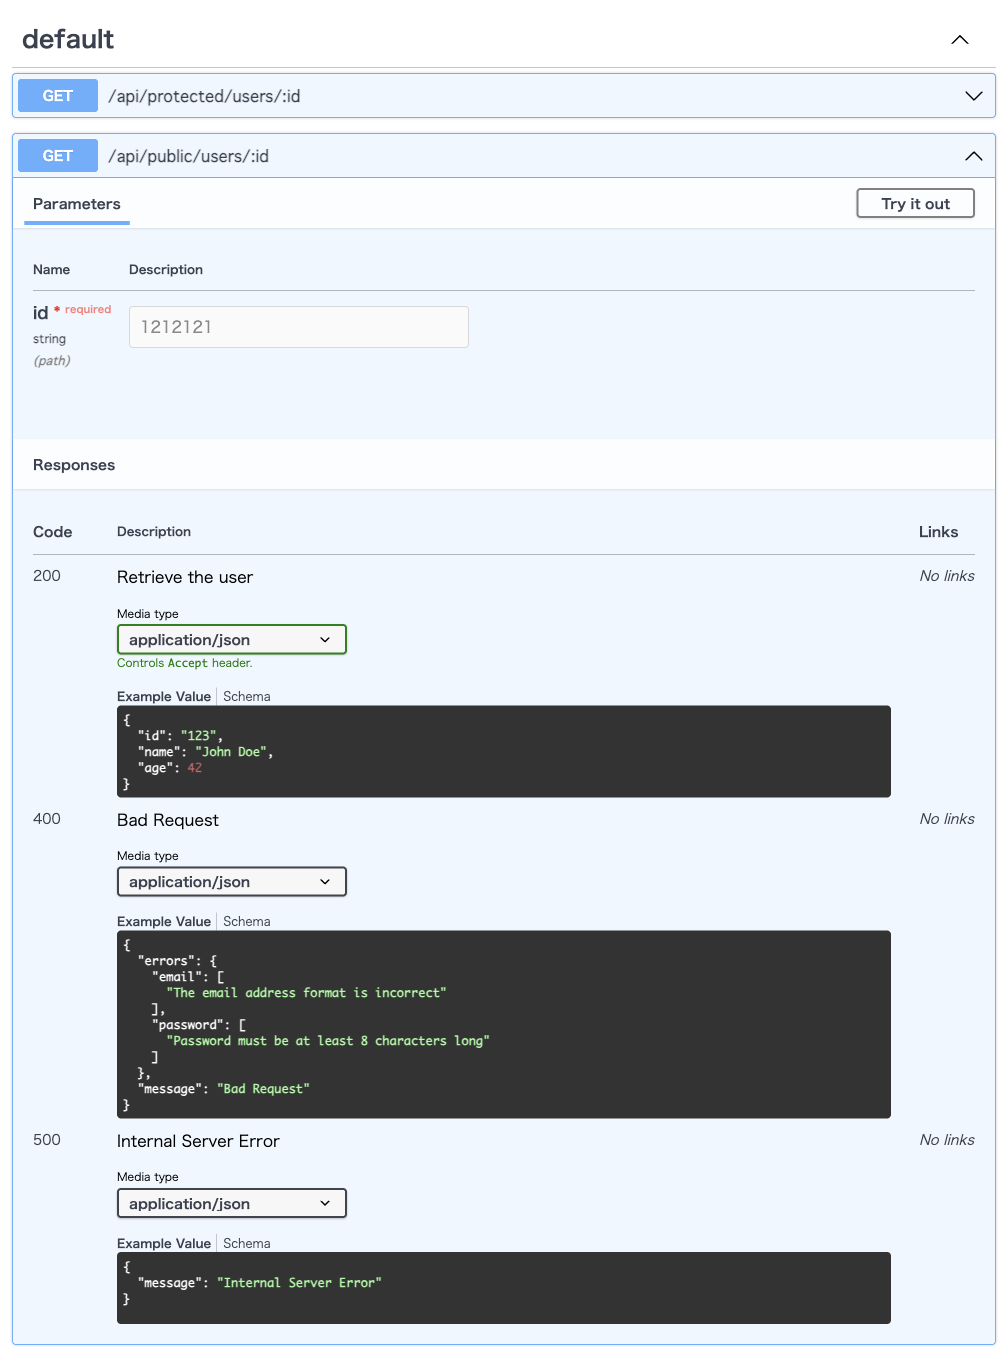 default
GET /api/protected/users/:id
GET /api/public/users/:id
Parameters Try it out
Name Description
id * required 1212121
string
(path)
Responses
Code Description Links
200 Retrieve the user No links
Media type
application/json
Controls Accept header.
Example Value Schema
{
  "id": "123",
  "name": "John Doe",
  "age": 42
}
400 Bad Request No links
Media type
application/json
Example Value Schema
{
  "errors": {
    "email": [
      "The email address format is incorrect"
    ],
    "password": [
      "Password must be at least 8 characters long"
    ]
  },
  "message": "Bad Request"
}
500 Internal Server Error No links
Media type
application/json
Example Value Schema
{
  "message": "Internal Server Error"
}